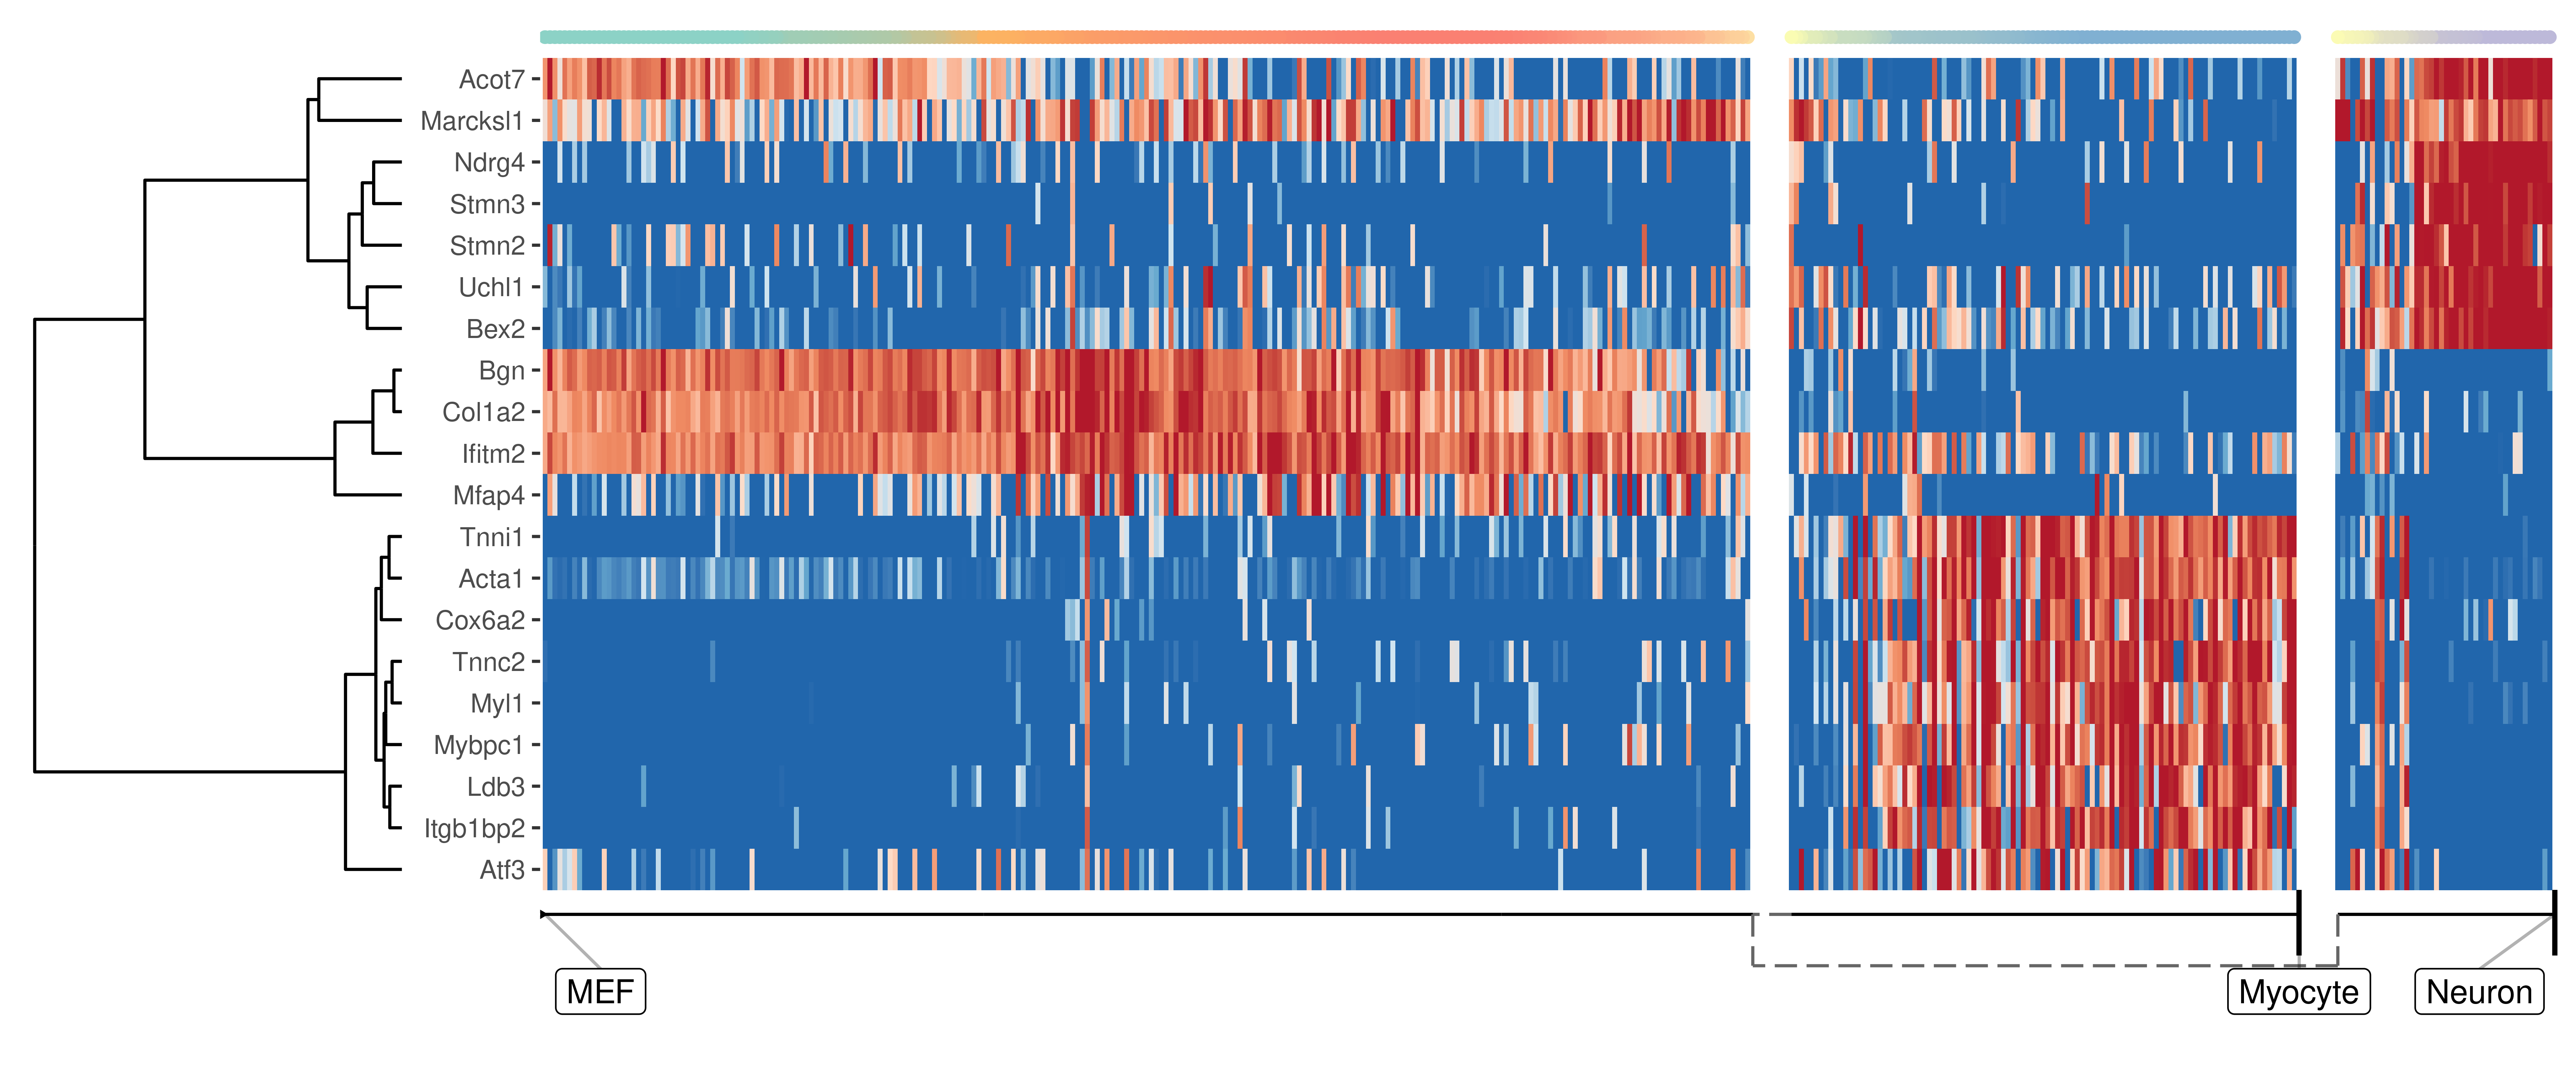 Acot7
Marcksl1
Ndrg4
Stmn3
Stmn2
Uchl1
Bex2
Bgn
Col1a2
Ifitm2
Mfap4
Tnni1
Acta1
Cox6a2
Tnnc2
Myl1
Mybpc1
Ldb3
Itgb1bp2
Atf3
MEF
Myocyte
Neuron